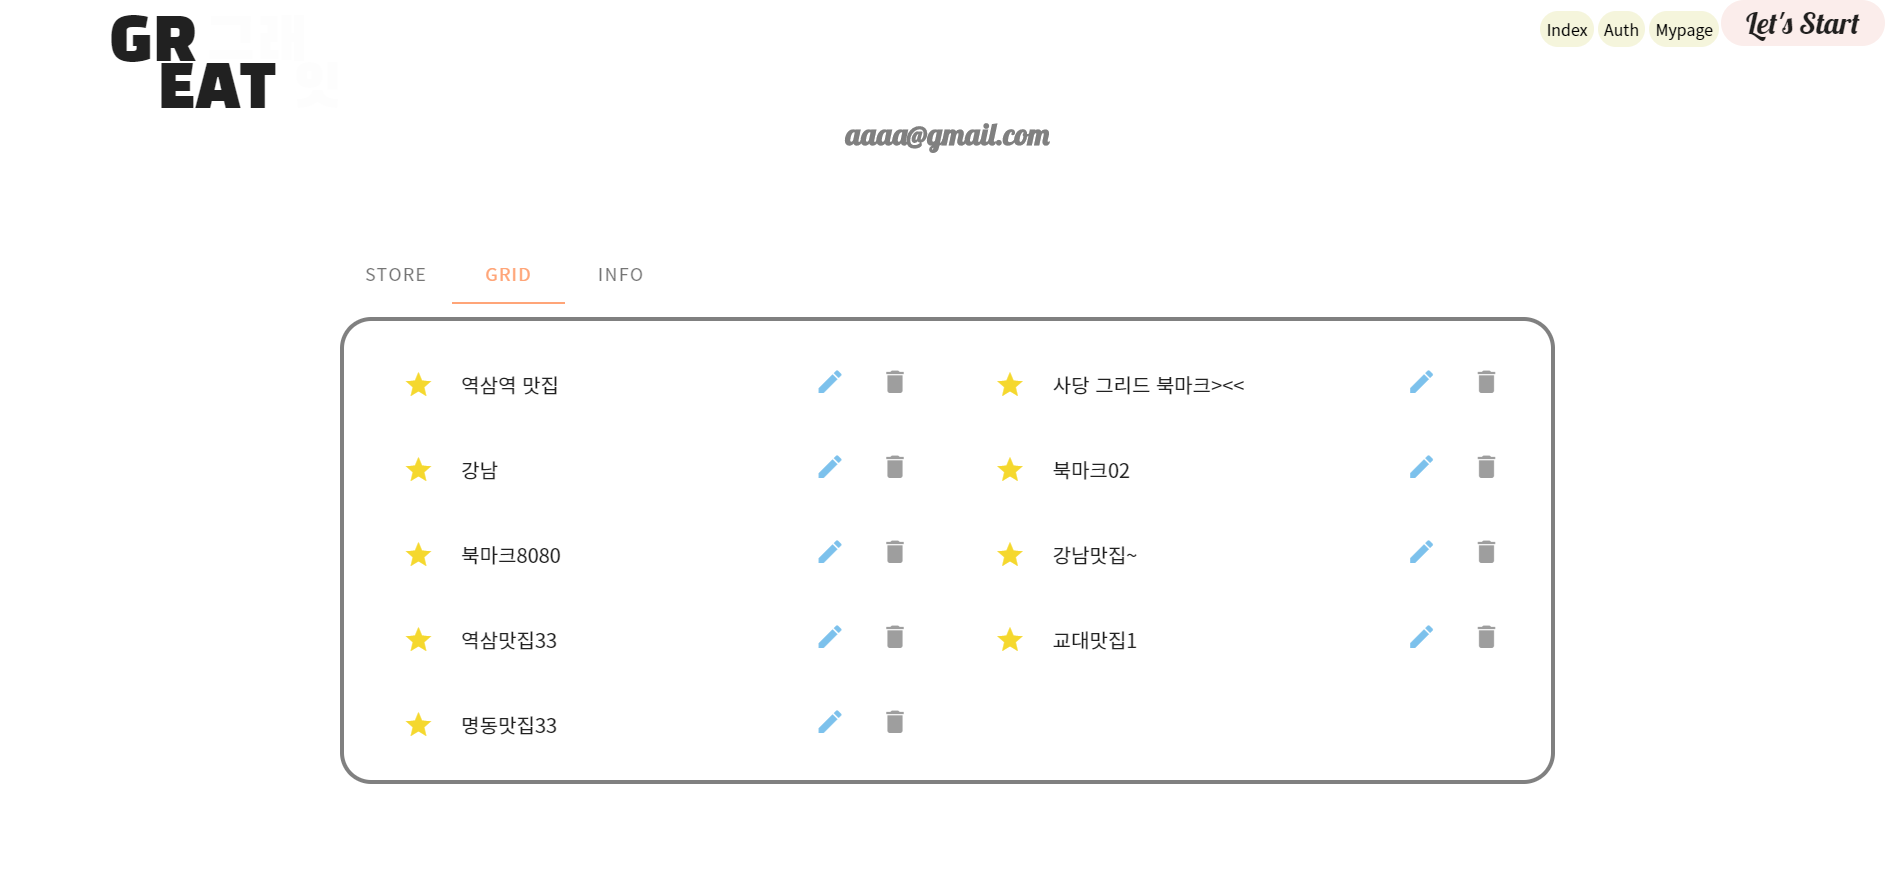 GR
EAT
Index Auth Mypage Let's Start
aaaa@gmail.com
STORE GRID INFO
역삼역 맛집
사당 그리드 북마크><<
강남
북마크02
북마크8080
강남맛집~
역삼맛집33
교대맛집1
명동맛집33